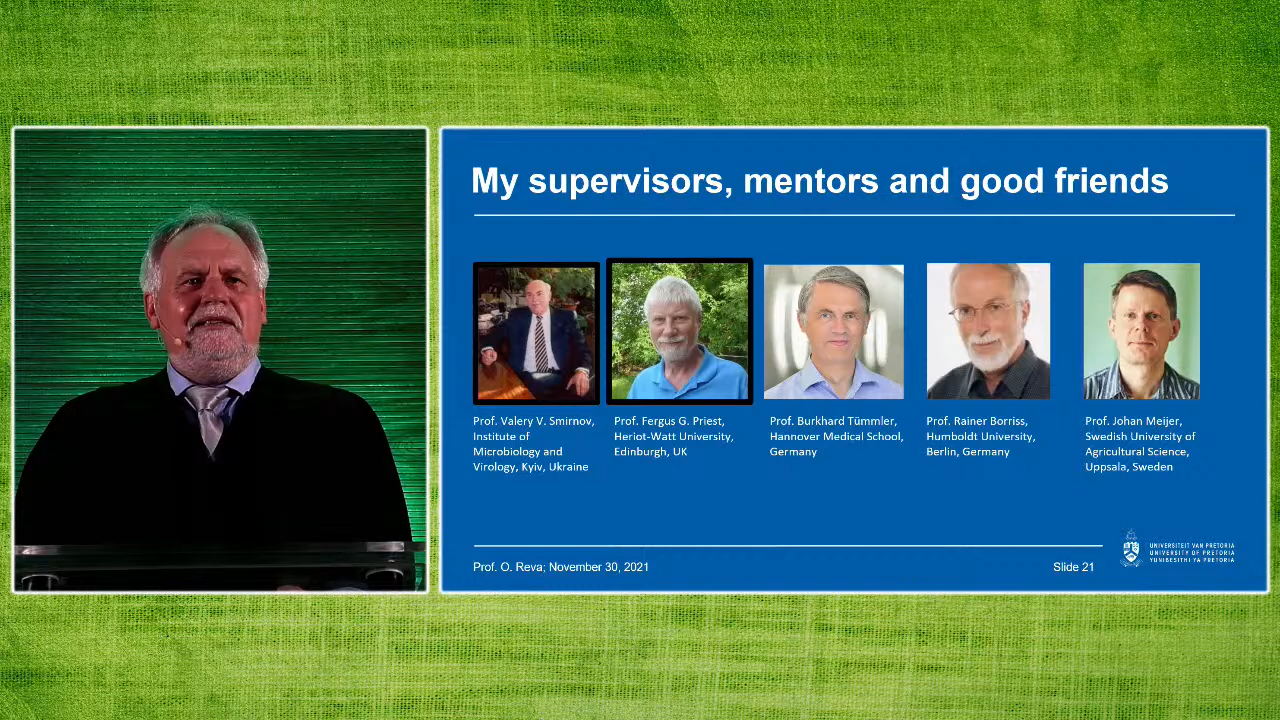 My supervisors, mentors and good friends
Prof. Valery V. Smirnov,
Institute of
Microbiology and
Virology, Kyiv, Ukraine
Prof. Fergus G. Priest,
Heriot-Watt University,
Edinburgh, UK
Prof. Burkhard Tümmler,
Hannover Medical School,
Germany
Prof. Rainer Borriss,
Humboldt University,
Berlin, Germany
Prof. Johan Meijer,
Swedish University of
Agricultural Science,
Uppsala, Sweden
Prof. O. Reva; November 30, 2021
Slide 21
UNIVERSITEIT VAN PRETORIA
UNIVERSITY OF PRETORIA
YUNIBESITHI YA PRETORIA